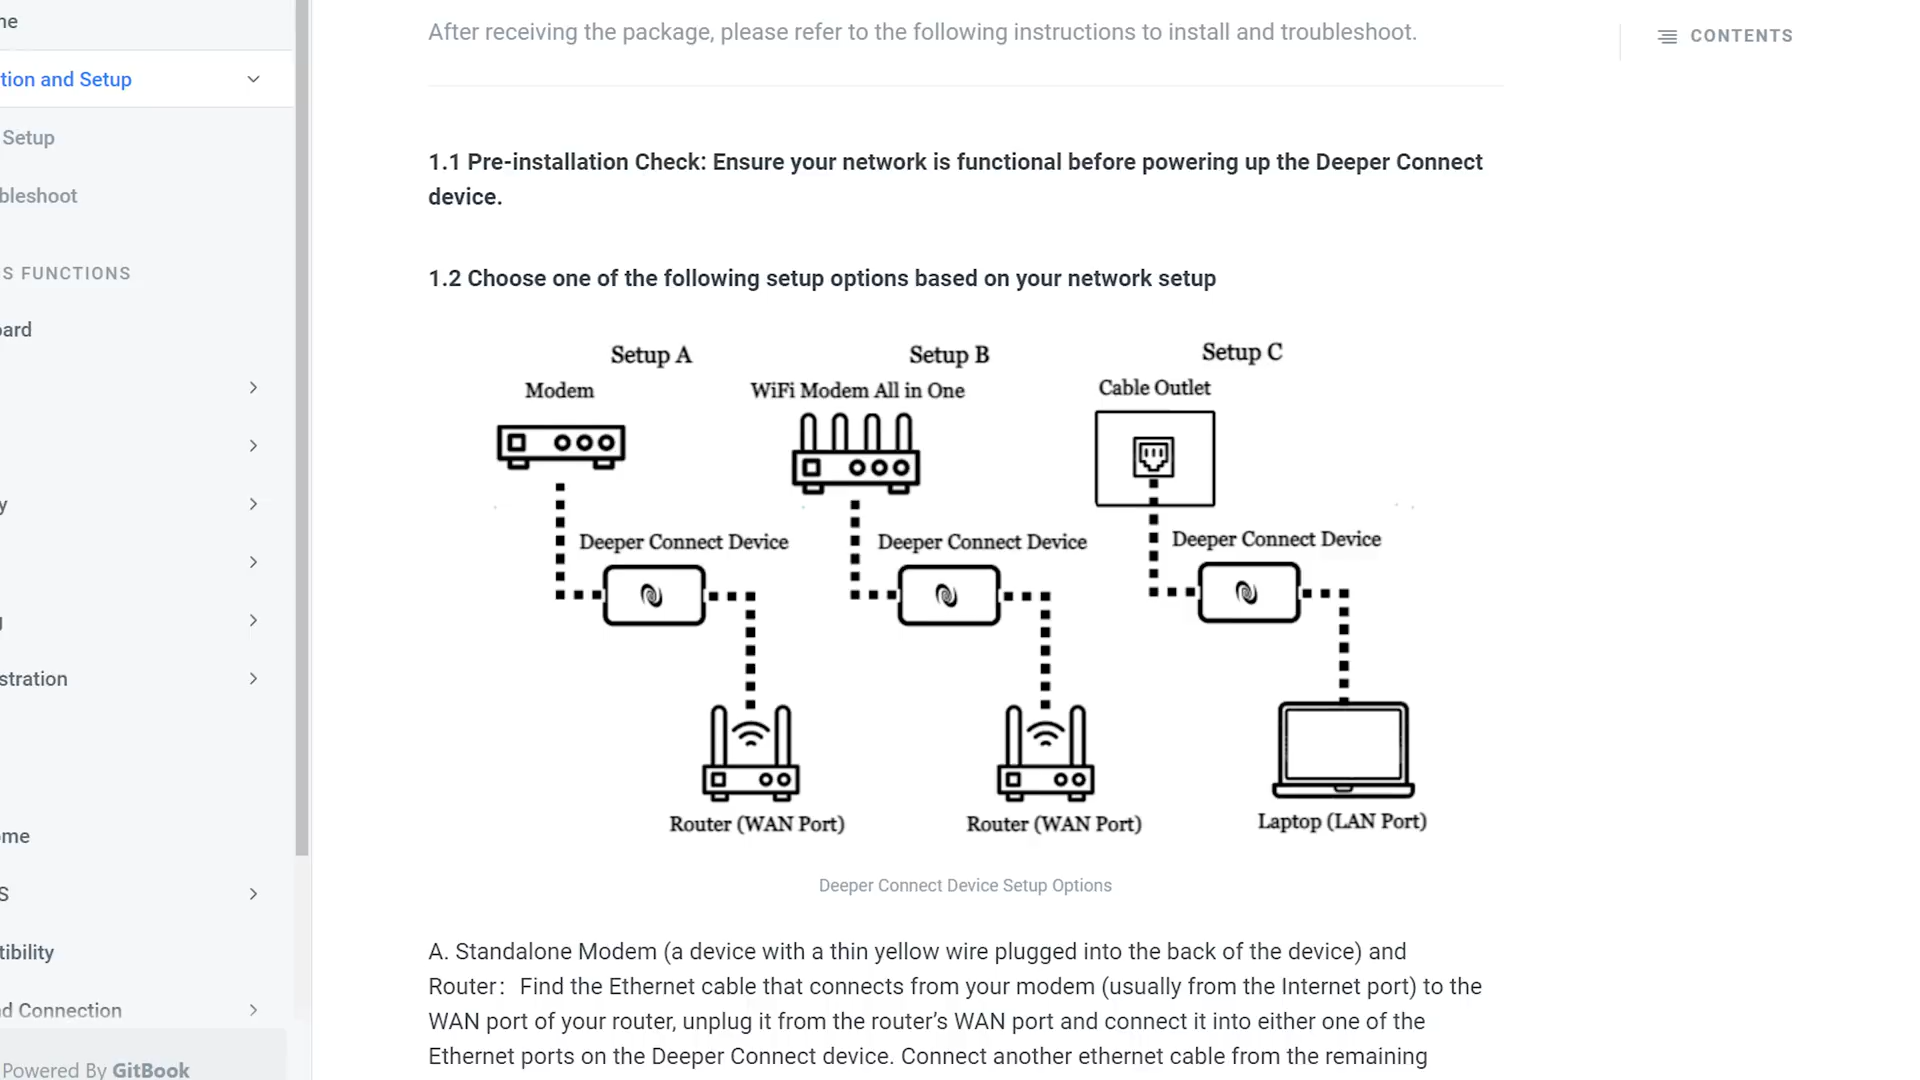 ne
tion and Setup
Setup
bleshoot
S FUNCTIONS
oard
y
g
stration
ome
S
tibility
nd Connection
Powered By GitBook
After receiving the package, please refer to the following instructions to install and troubleshoot.
CONTENTS
1.1 Pre-installation Check: Ensure your network is functional before powering up the Deeper Connect
device.
1.2 Choose one of the following setup options based on your network setup
Setup A
Setup B
Setup C
Modem
WiFi Modem All in One
Cable Outlet
Deeper Connect Device
Deeper Connect Device
Deeper Connect Device
Router (WAN Port)
Router (WAN Port)
Laptop (LAN Port)
Deeper Connect Device Setup Options
A. Standalone Modem (a device with a thin yellow wire plugged into the back of the device) and
Router： Find the Ethernet cable that connects from your modem (usually from the Internet port) to the
WAN port of your router, unplug it from the router’s WAN port and connect it into either one of the
Ethernet ports on the Deeper Connect device. Connect another ethernet cable from the remaining